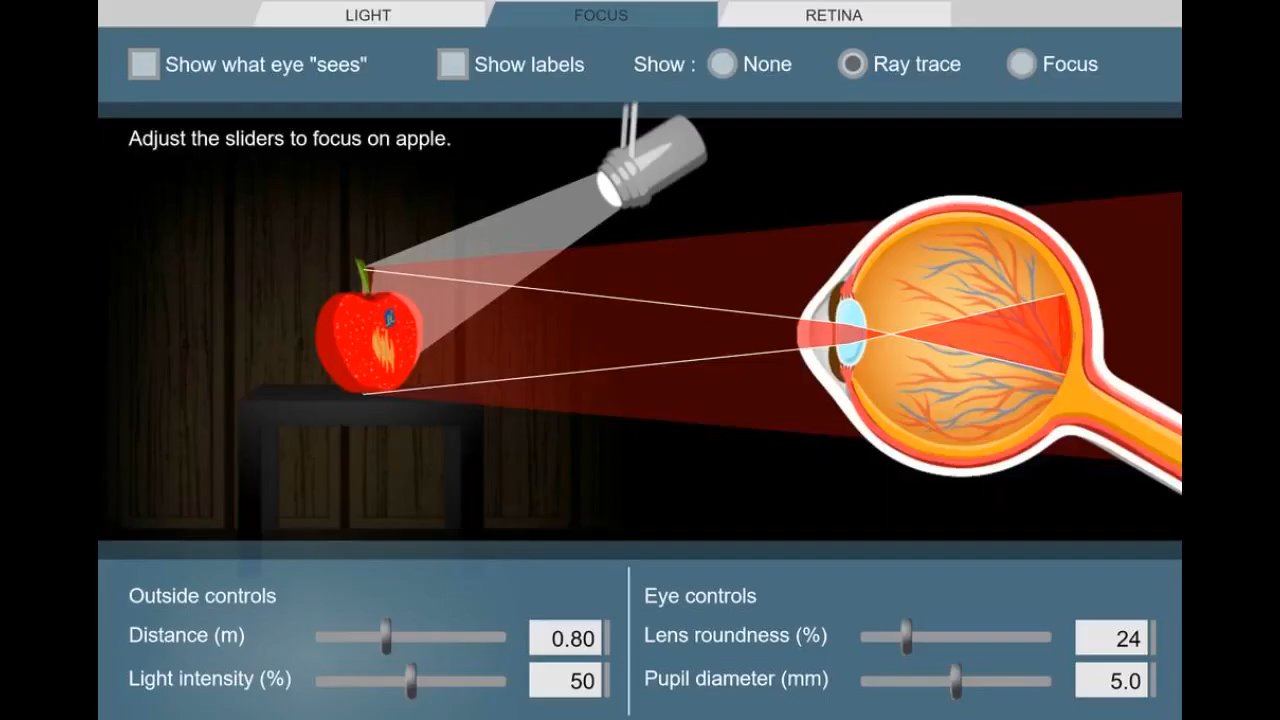 LIGHT FOCUS RETINA
Show what eye "sees" Show labels Show : None Ray trace Focus
Adjust the sliders to focus on apple.
Outside controls Eye controls
Distance (m) 0.80 Lens roundness (%) 24
Light intensity (%) 50 Pupil diameter (mm) 5.0